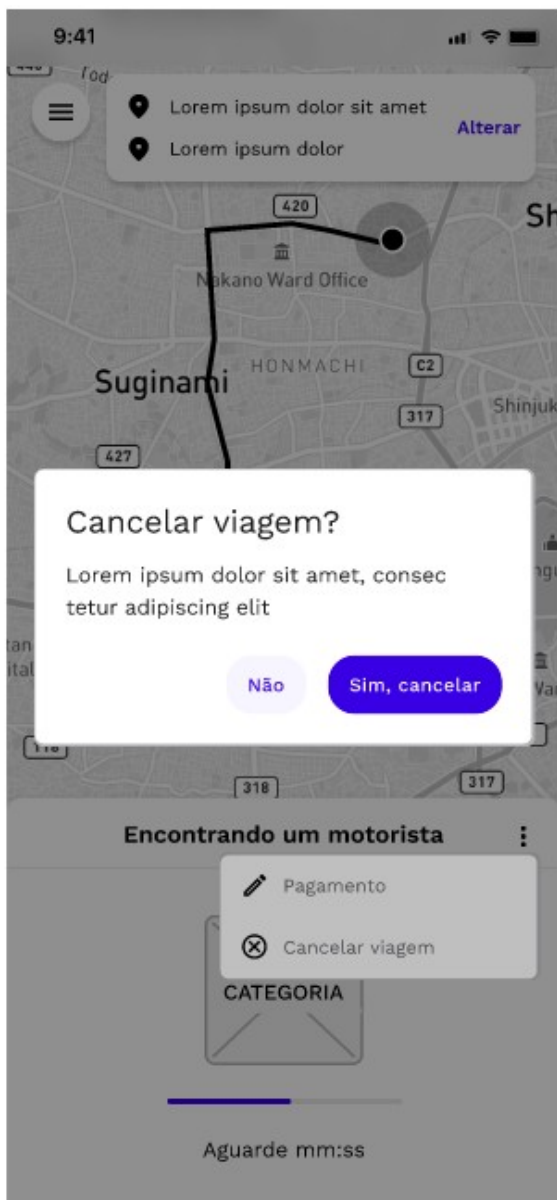 9:41
Lorem ipsum dolor sit amet
Lorem ipsum dolor
Alterar
420
Sh
Nakano Ward Office
HONMACHI
C2
Suginami
317
Shinjuk
427
Cancelar viagem?
Lorem ipsum dolor sit amet, consec
tetur adipiscing elit
Não
Sim, cancelar
318
317
Encontrando um motorista
Pagamento
Cancelar viagem
CATEGORIA
Aguarde mm:ss